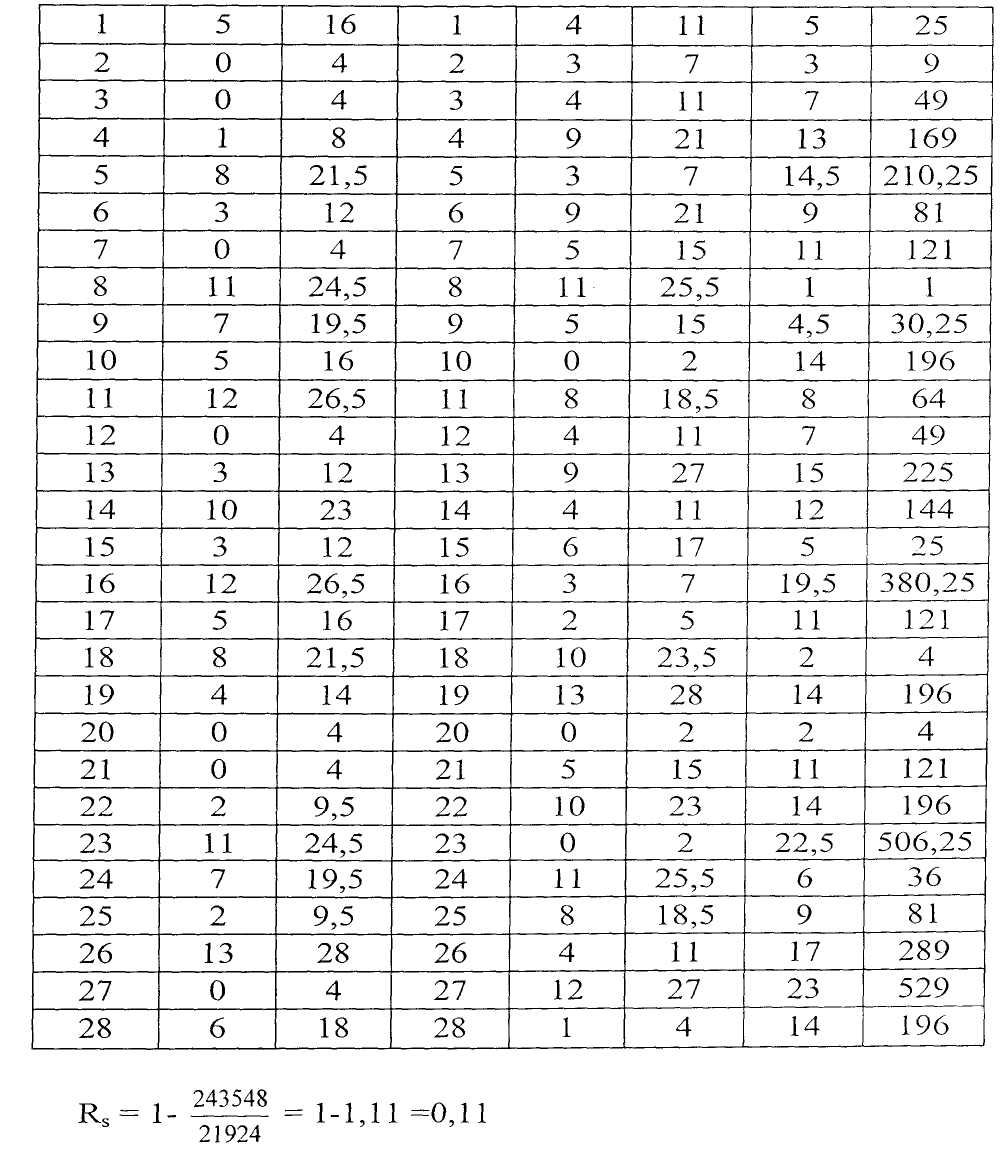 1 5 16 1 4 11 5 25
2 0 4 2 3 7 3 9
3 0 4 3 4 11 7 49
4 1 8 4 9 21 13 169
5 8 21,5 5 3 7 14,5 210,25
6 3 12 6 9 21 9 81
7 0 4 7 5 15 11 121
8 11 24,5 8 11 25,5 1 1
9 7 19,5 9 5 15 4,5 30,25
10 5 16 10 0 2 14 196
11 12 26,5 11 8 18,5 8 64
12 0 4 12 4 11 7 49
13 3 12 13 9 27 15 225
14 10 23 14 4 11 12 144
15 3 12 15 6 17 5 25
16 12 26,5 16 3 7 19,5 380,25
17 5 16 17 2 5 11 121
18 8 21,5 18 10 23,5 2 4
19 4 14 19 13 28 14 196
20 0 4 20 0 2 2 4
21 0 4 21 5 15 11 121
22 2 9,5 22 10 23 14 196
23 11 24,5 23 0 2 22,5 506,25
24 7 19,5 24 11 25,5 6 36
25 2 9,5 25 8 18,5 9 81
26 13 28 26 4 11 17 289
27 0 4 27 12 27 23 529
28 6 18 28 1 4 14 196
Rs = 1- 243548/21924 = 1-1,11 =0,11